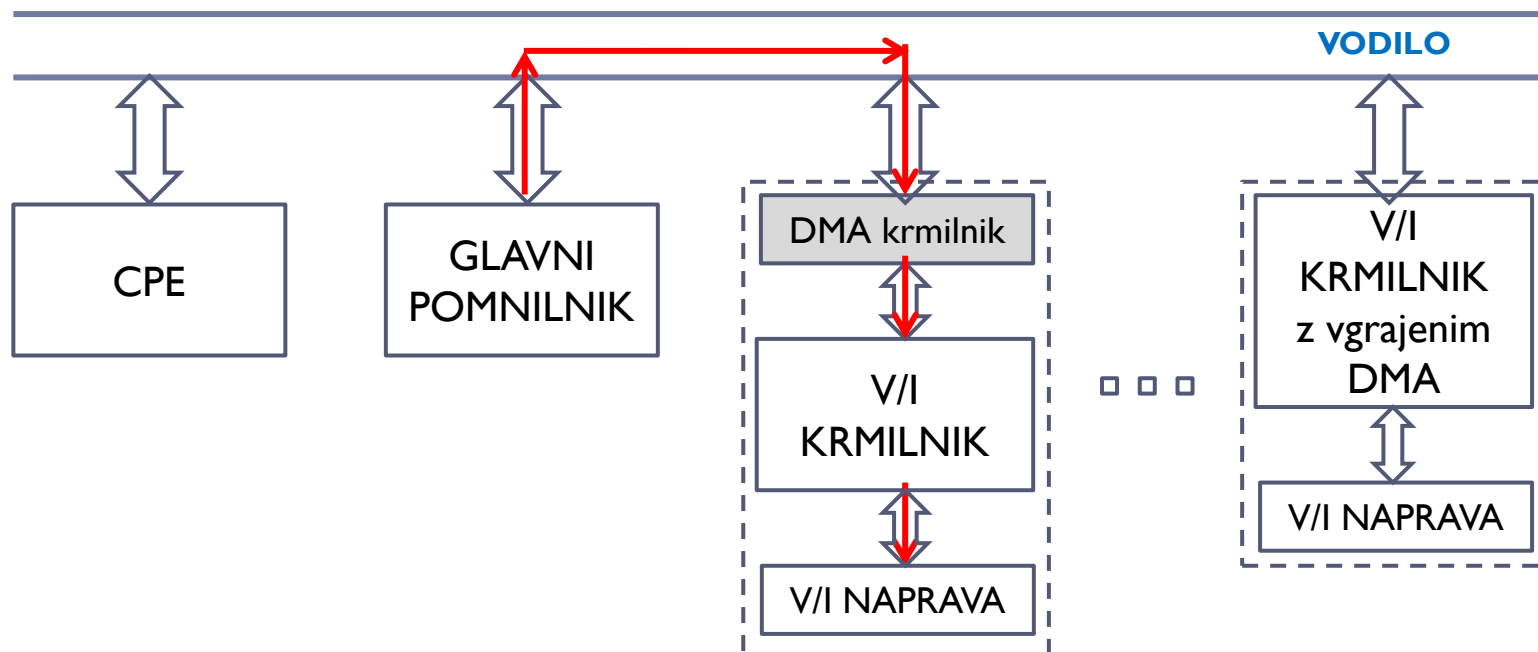 VODILO
CPE
GLAVNI
POMNILNIK
DMA krmilnik
V/I
KRMILNIK
V/I NAPRAVA
V/I
KRMILNIK
z vgrajenim
DMA
V/I NAPRAVA